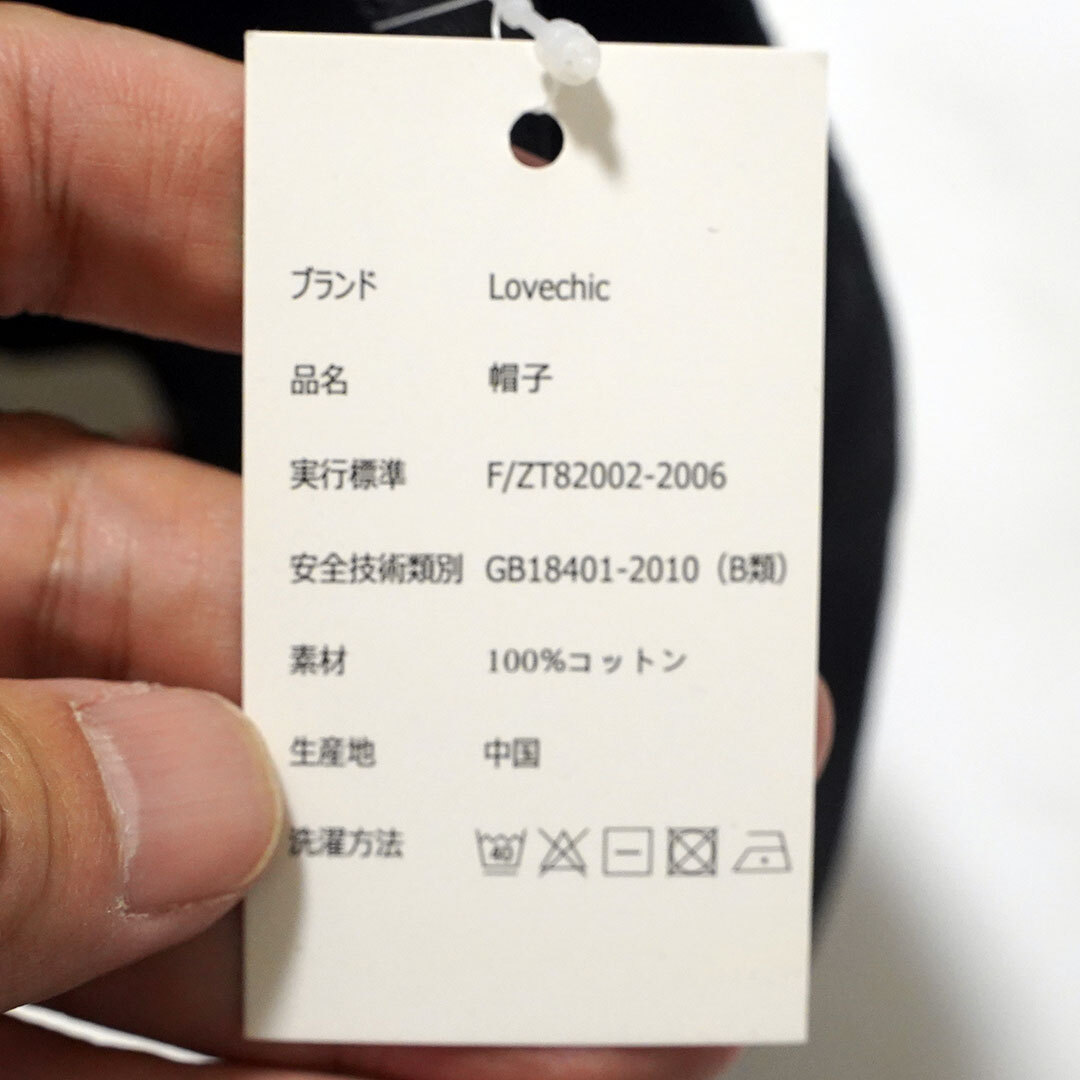 ブランド Lovechic
品名 帽子
実行標準 F/ZT82002-2006
安全技術類別 GB18401-2010（B類）
素材 100%コットン
生産地 中国
洗濯方法 40